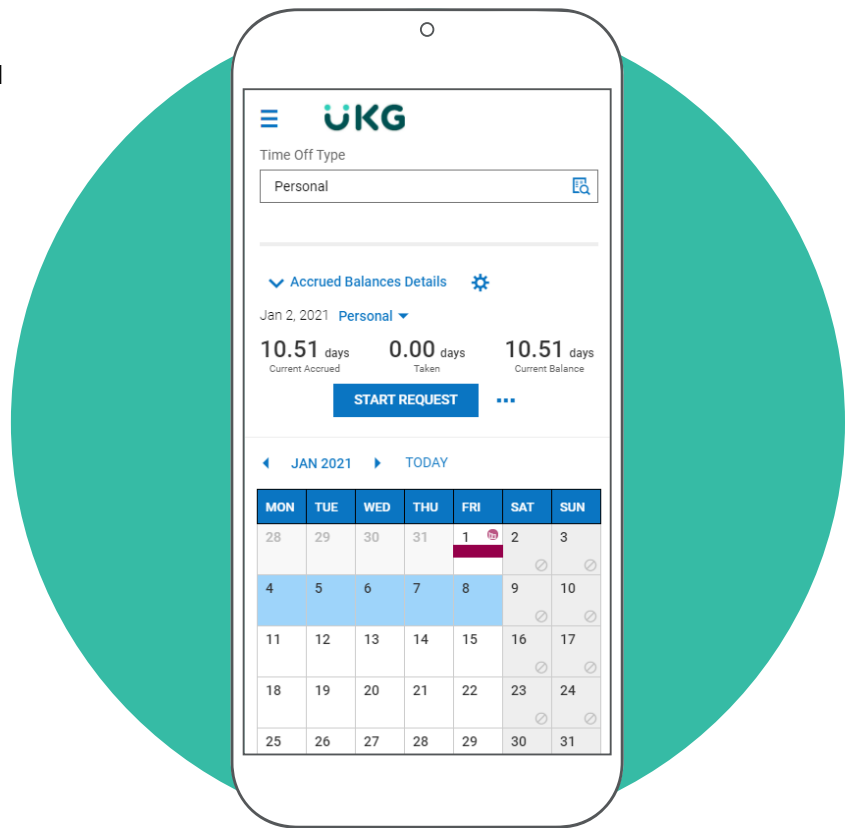 ÜKG
Time Off Type
Personal
Accrued Balances Details
Jan 2, 2021 Personal
10.51 days 0.00 days 10.51 days
Current Accrued Taken Current Balance
START REQUEST
JAN 2021 TODAY
MON TUE WED THU FRI SAT SUN
28 29 30 31 1 2 3
4 5 6 7 8 9 10
11 12 13 14 15 16 17
18 19 20 21 22 23 24
25 26 27 28 29 30 31